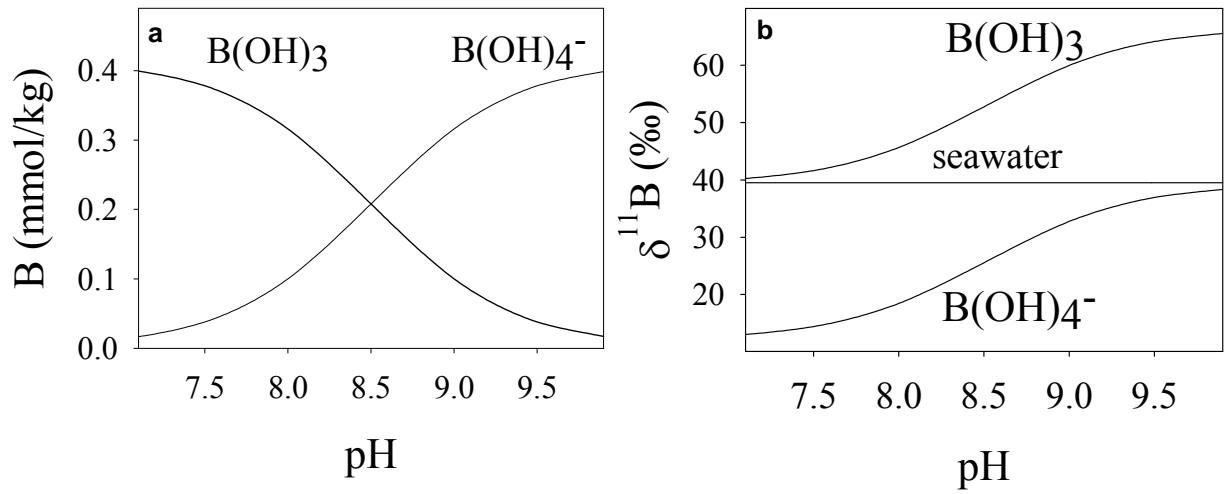 a
B(OH)3
B(OH)4-
B (mmol/kg)
0.4
0.3
0.2
0.1
0.0
7.5 8.0 8.5 9.0 9.5
pH
b
B(OH)3
seawater
B(OH)4-
δ11B (‰)
60
50
40
30
20
7.5 8.0 8.5 9.0 9.5
pH